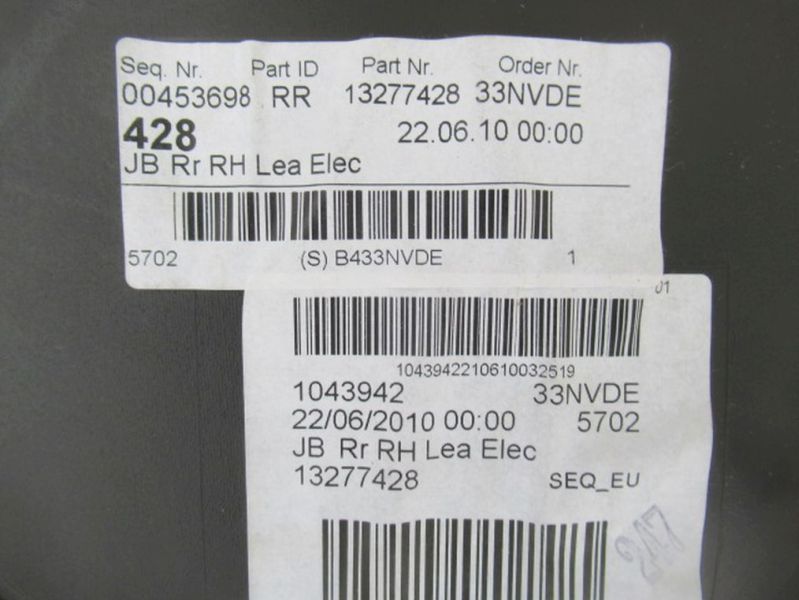 Seq. Nr. Part ID Part Nr. Order Nr.
00453698 RR 13277428 33NVDE
428 22.06.10 00:00
JB Rr RH Lea Elec
5702 (S) B433NVDE 1
01
1043942210610032519
1043942 33NVDE
22/06/2010 00:00 5702
JB Rr RH Lea Elec
13277428 SEQ_EU
247